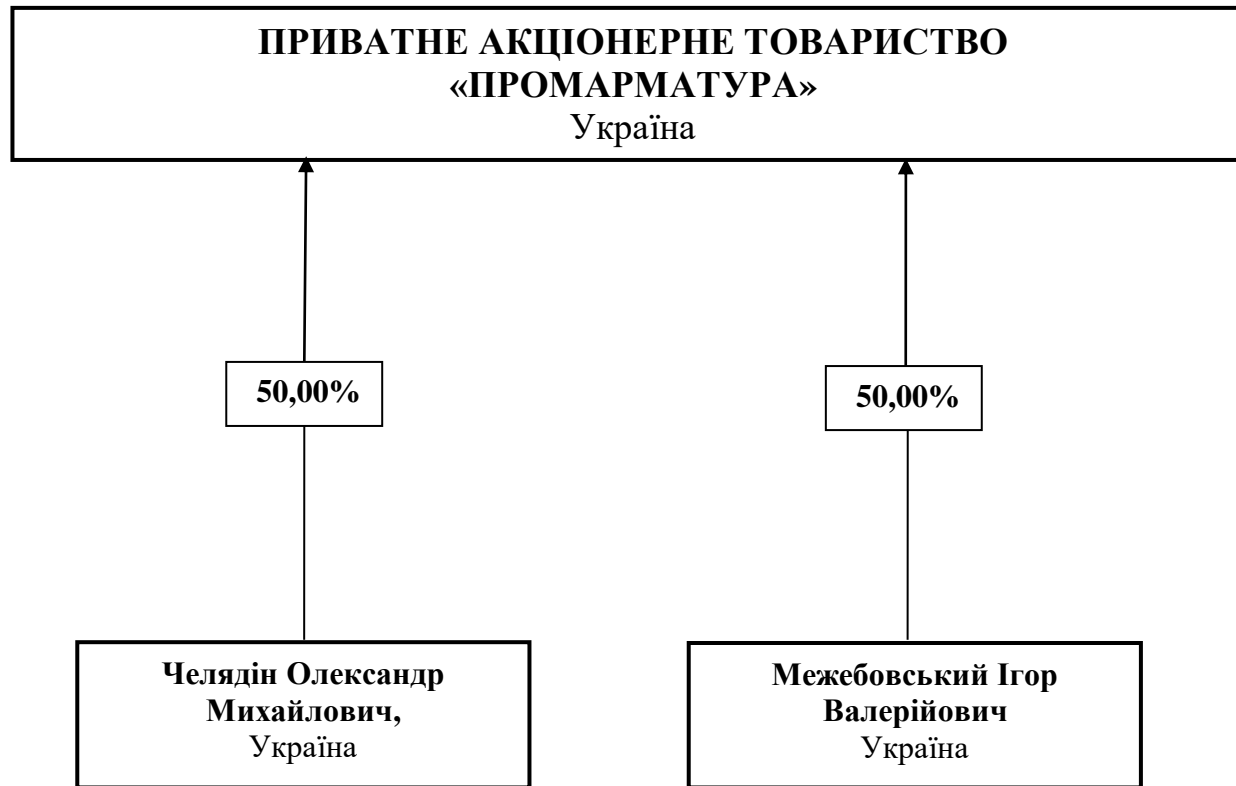 ПРИВАТНЕ АКЦІОНЕРНЕ ТОВАРИСТВО
«ПРОМАРМАТУРА»
Україна
50,00%
50,00%
Челядін Олександр
Михайлович,
Україна
Межебовський Ігор
Валерійович
Україна